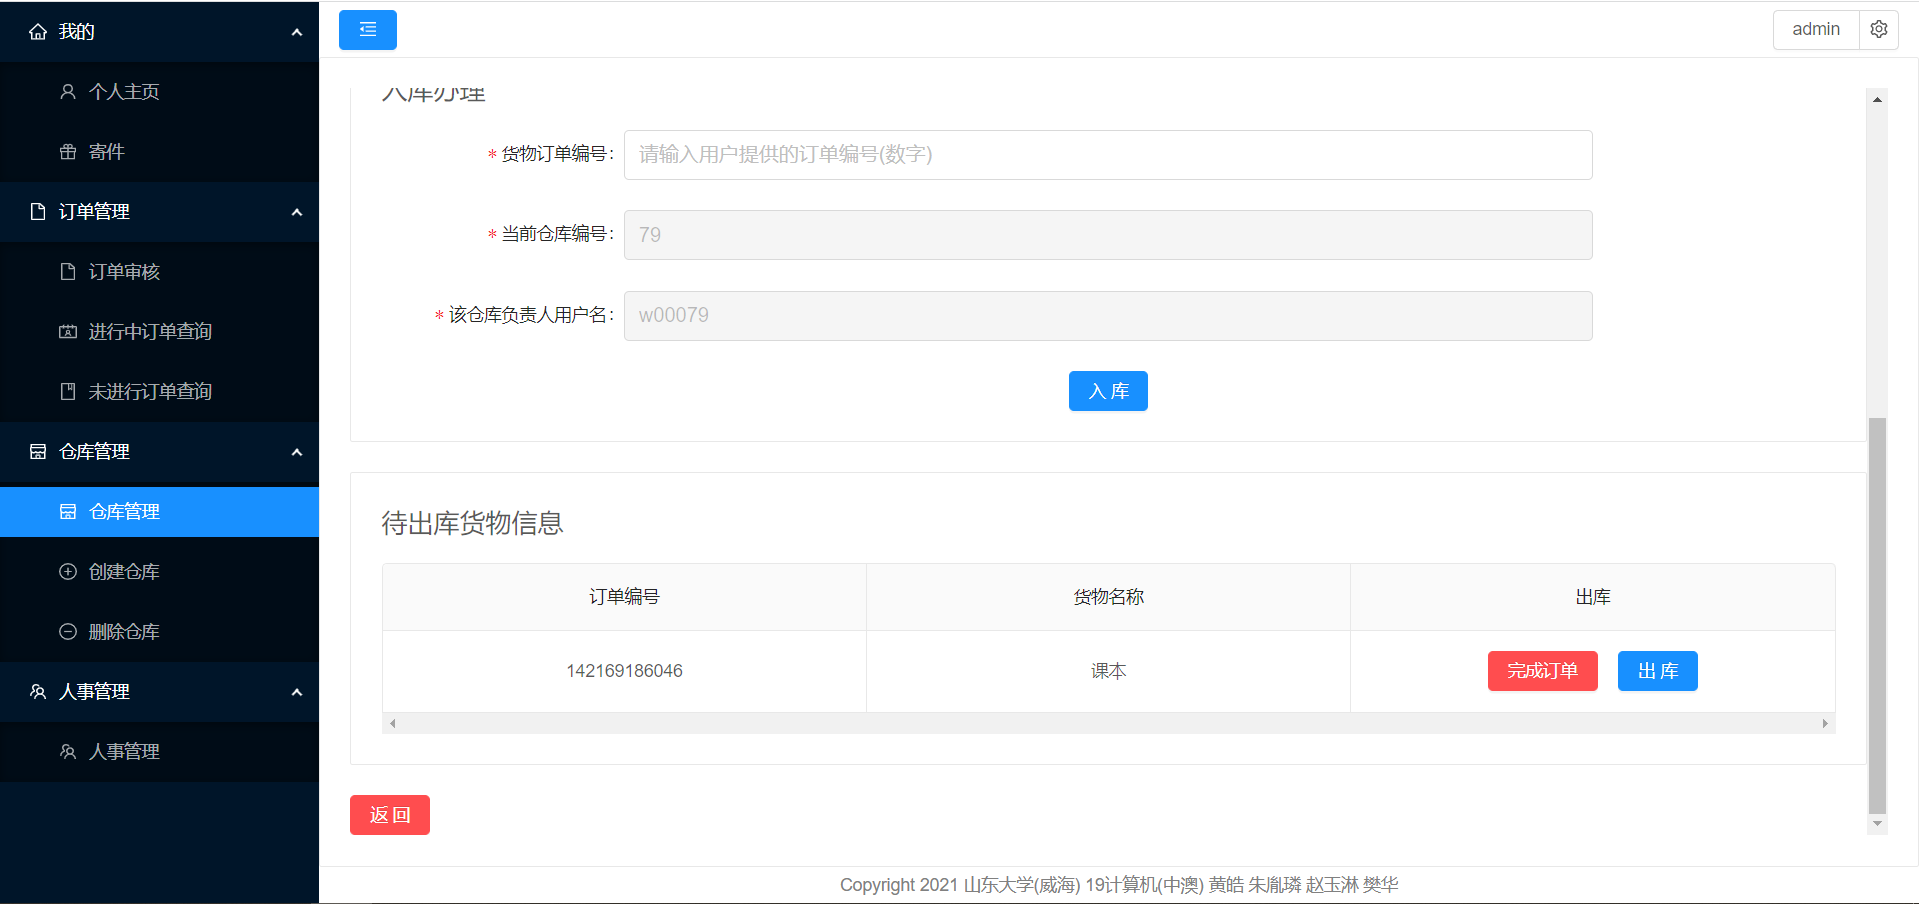 我的
个人主页
寄件
订单管理
订单审核
进行中订单查询
未进行订单查询
仓库管理
仓库管理
创建仓库
删除仓库
人事管理
人事管理
admin
入库办理
* 货物订单编号: 请输入用户提供的订单编号(数字)
* 当前仓库编号: 79
* 该仓库负责人用户名: w00079
入 库
待出库货物信息
订单编号 货物名称 出库
142169186046 课本 完成订单 出 库
返 回
Copyright 2021 山东大学(威海) 19计算机(中澳) 黄皓 朱胤璘 赵玉淋 樊华